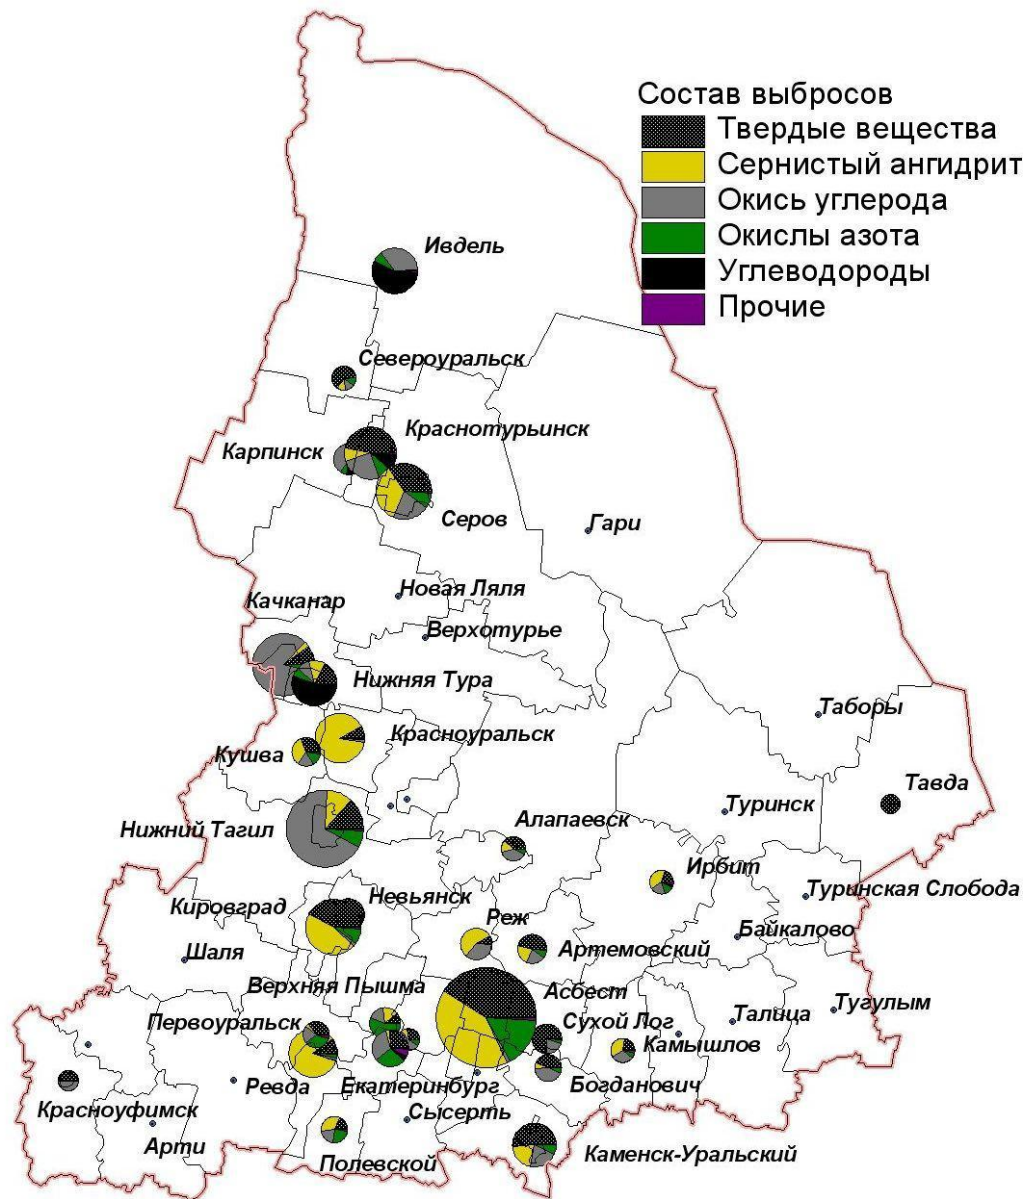 Состав выбросов
Твердые вещества
Сернистый ангидрит
Окись углерода
Окислы азота
Углеводороды
Прочие
Ивдель
Североуральск
Краснотурьинск
Карпинск
Серов
Гари
Новая Ляля
Качканар
Верхотурье
Нижняя Тура
Таборы
Красноуральск
Кушва
Тавда
Туринск
Нижний Тагил
Алапаевск
Ирбит
Туринская Слобода
Невьянск
Кировград
Реж
Байкалово
Артемовский
Шаля
Верхняя Пышма
Асбест
Тугулым
Талица
Сухой Лог
Первоуральск
Камышлов
Ревда
Екатеринбург
Богданович
Красноуфимск
Сысерть
Арти
Каменск-Уральский
Полевской